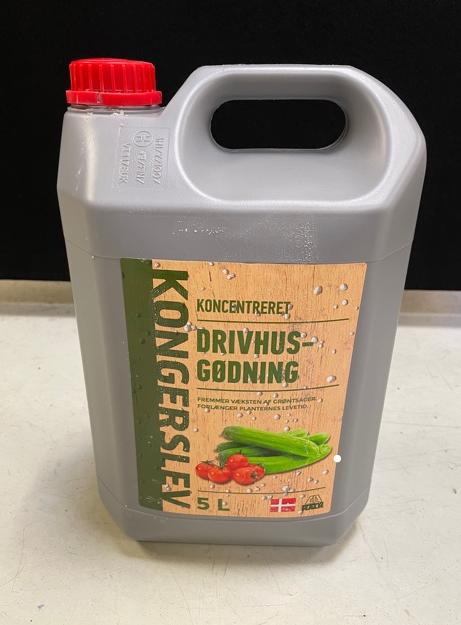 KONGERSLEV
KONCENTRERET
DRIVHUS-
GØDNING
FREMMER VÆKSTEN AF GRØNTSAGER.
FORLÆNGER PLANTERNES LEVETID.
5 L